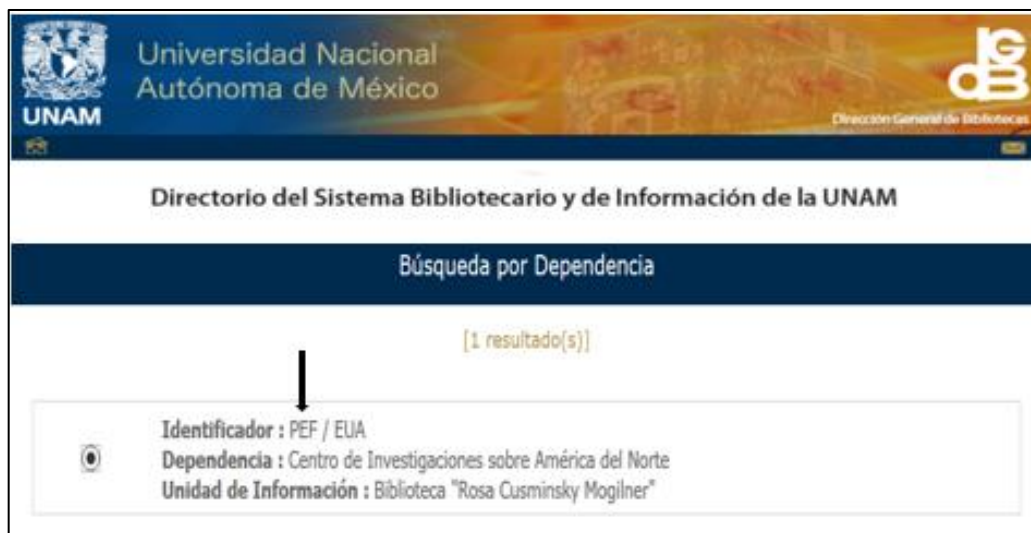 Universidad Nacional
Autónoma de México
UNAM
DGB
Dirección General de Bibliotecas
Directorio del Sistema Bibliotecario y de Información de la UNAM
Búsqueda por Dependencia
[1 resultado(s)]
Identificador : PEF / EUA
Dependencia : Centro de Investigaciones sobre América del Norte
Unidad de Información : Biblioteca "Rosa Cusminsky Mogilner"